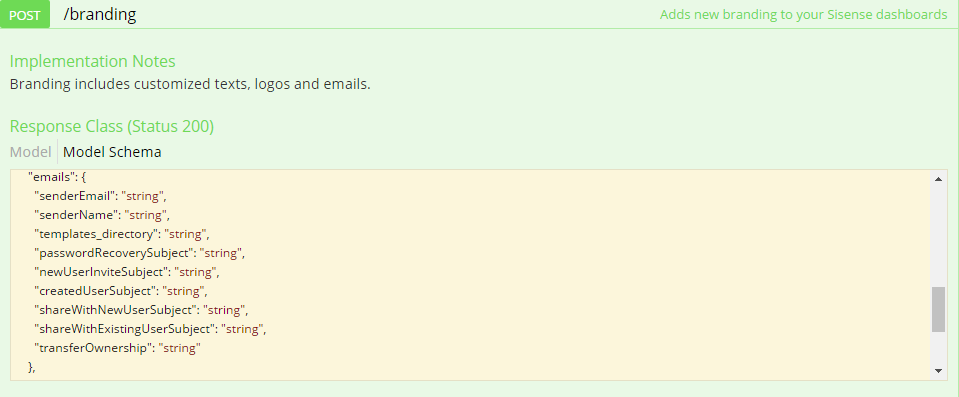 POST /branding Adds new branding to your Sisense dashboards
Implementation Notes
Branding includes customized texts, logos and emails.
Response Class (Status 200)
Model Model Schema
"emails": {
"senderEmail": "string",
"senderName": "string",
"templates_directory": "string",
"passwordRecoverySubject": "string",
"newUserInviteSubject": "string",
"createdUserSubject": "string",
"shareWithNewUserSubject": "string",
"shareWithExistingUserSubject": "string",
"transferOwnership": "string"
},